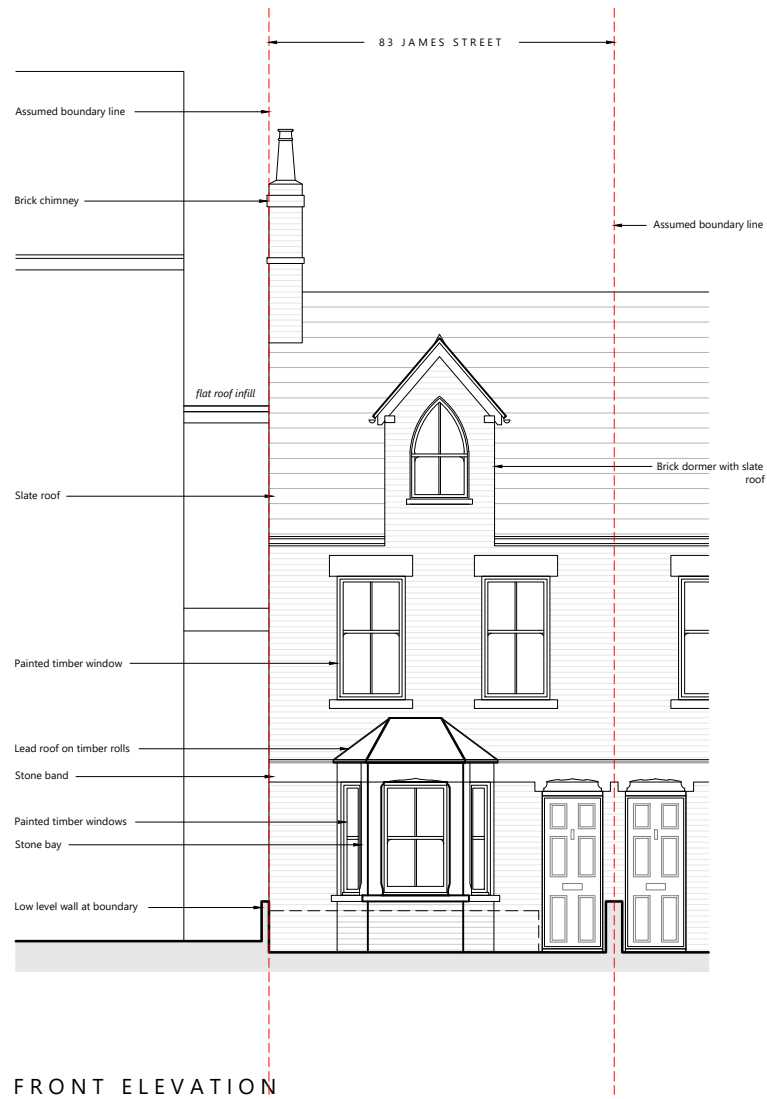 83 JAMES STREET
Assumed boundary line
Brick chimney
Assumed boundary line
flat roof infill
Brick dormer with slate
roof
Slate roof
Painted timber window
Lead roof on timber rolls
Stone band
Painted timber windows
Stone bay
Low level wall at boundary
FRONT ELEVATION